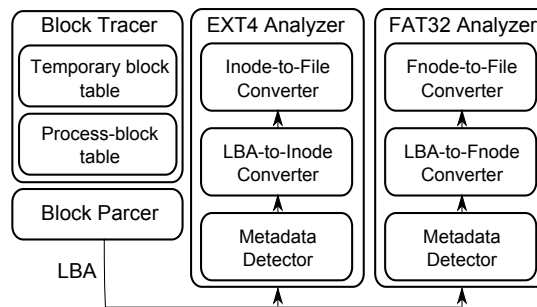 Block Tracer
Temporary block
table
Process-block
table
Block Parcer
LBA
EXT4 Analyzer
Inode-to-File
Converter
LBA-to-Inode
Converter
Metadata
Detector
FAT32 Analyzer
Fnode-to-File
Converter
LBA-to-Fnode
Converter
Metadata
Detector